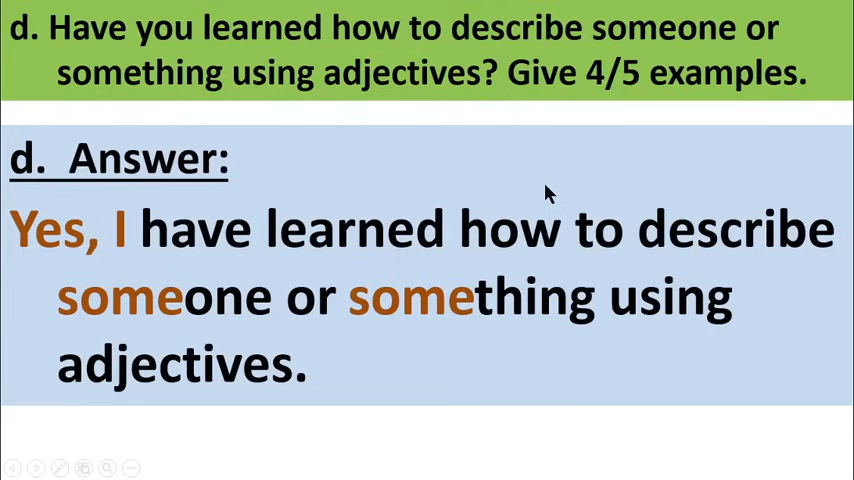 d. Have you learned how to describe someone or
something using adjectives? Give 4/5 examples.
d. Answer:
Yes, I have learned how to describe
someone or something using
adjectives.